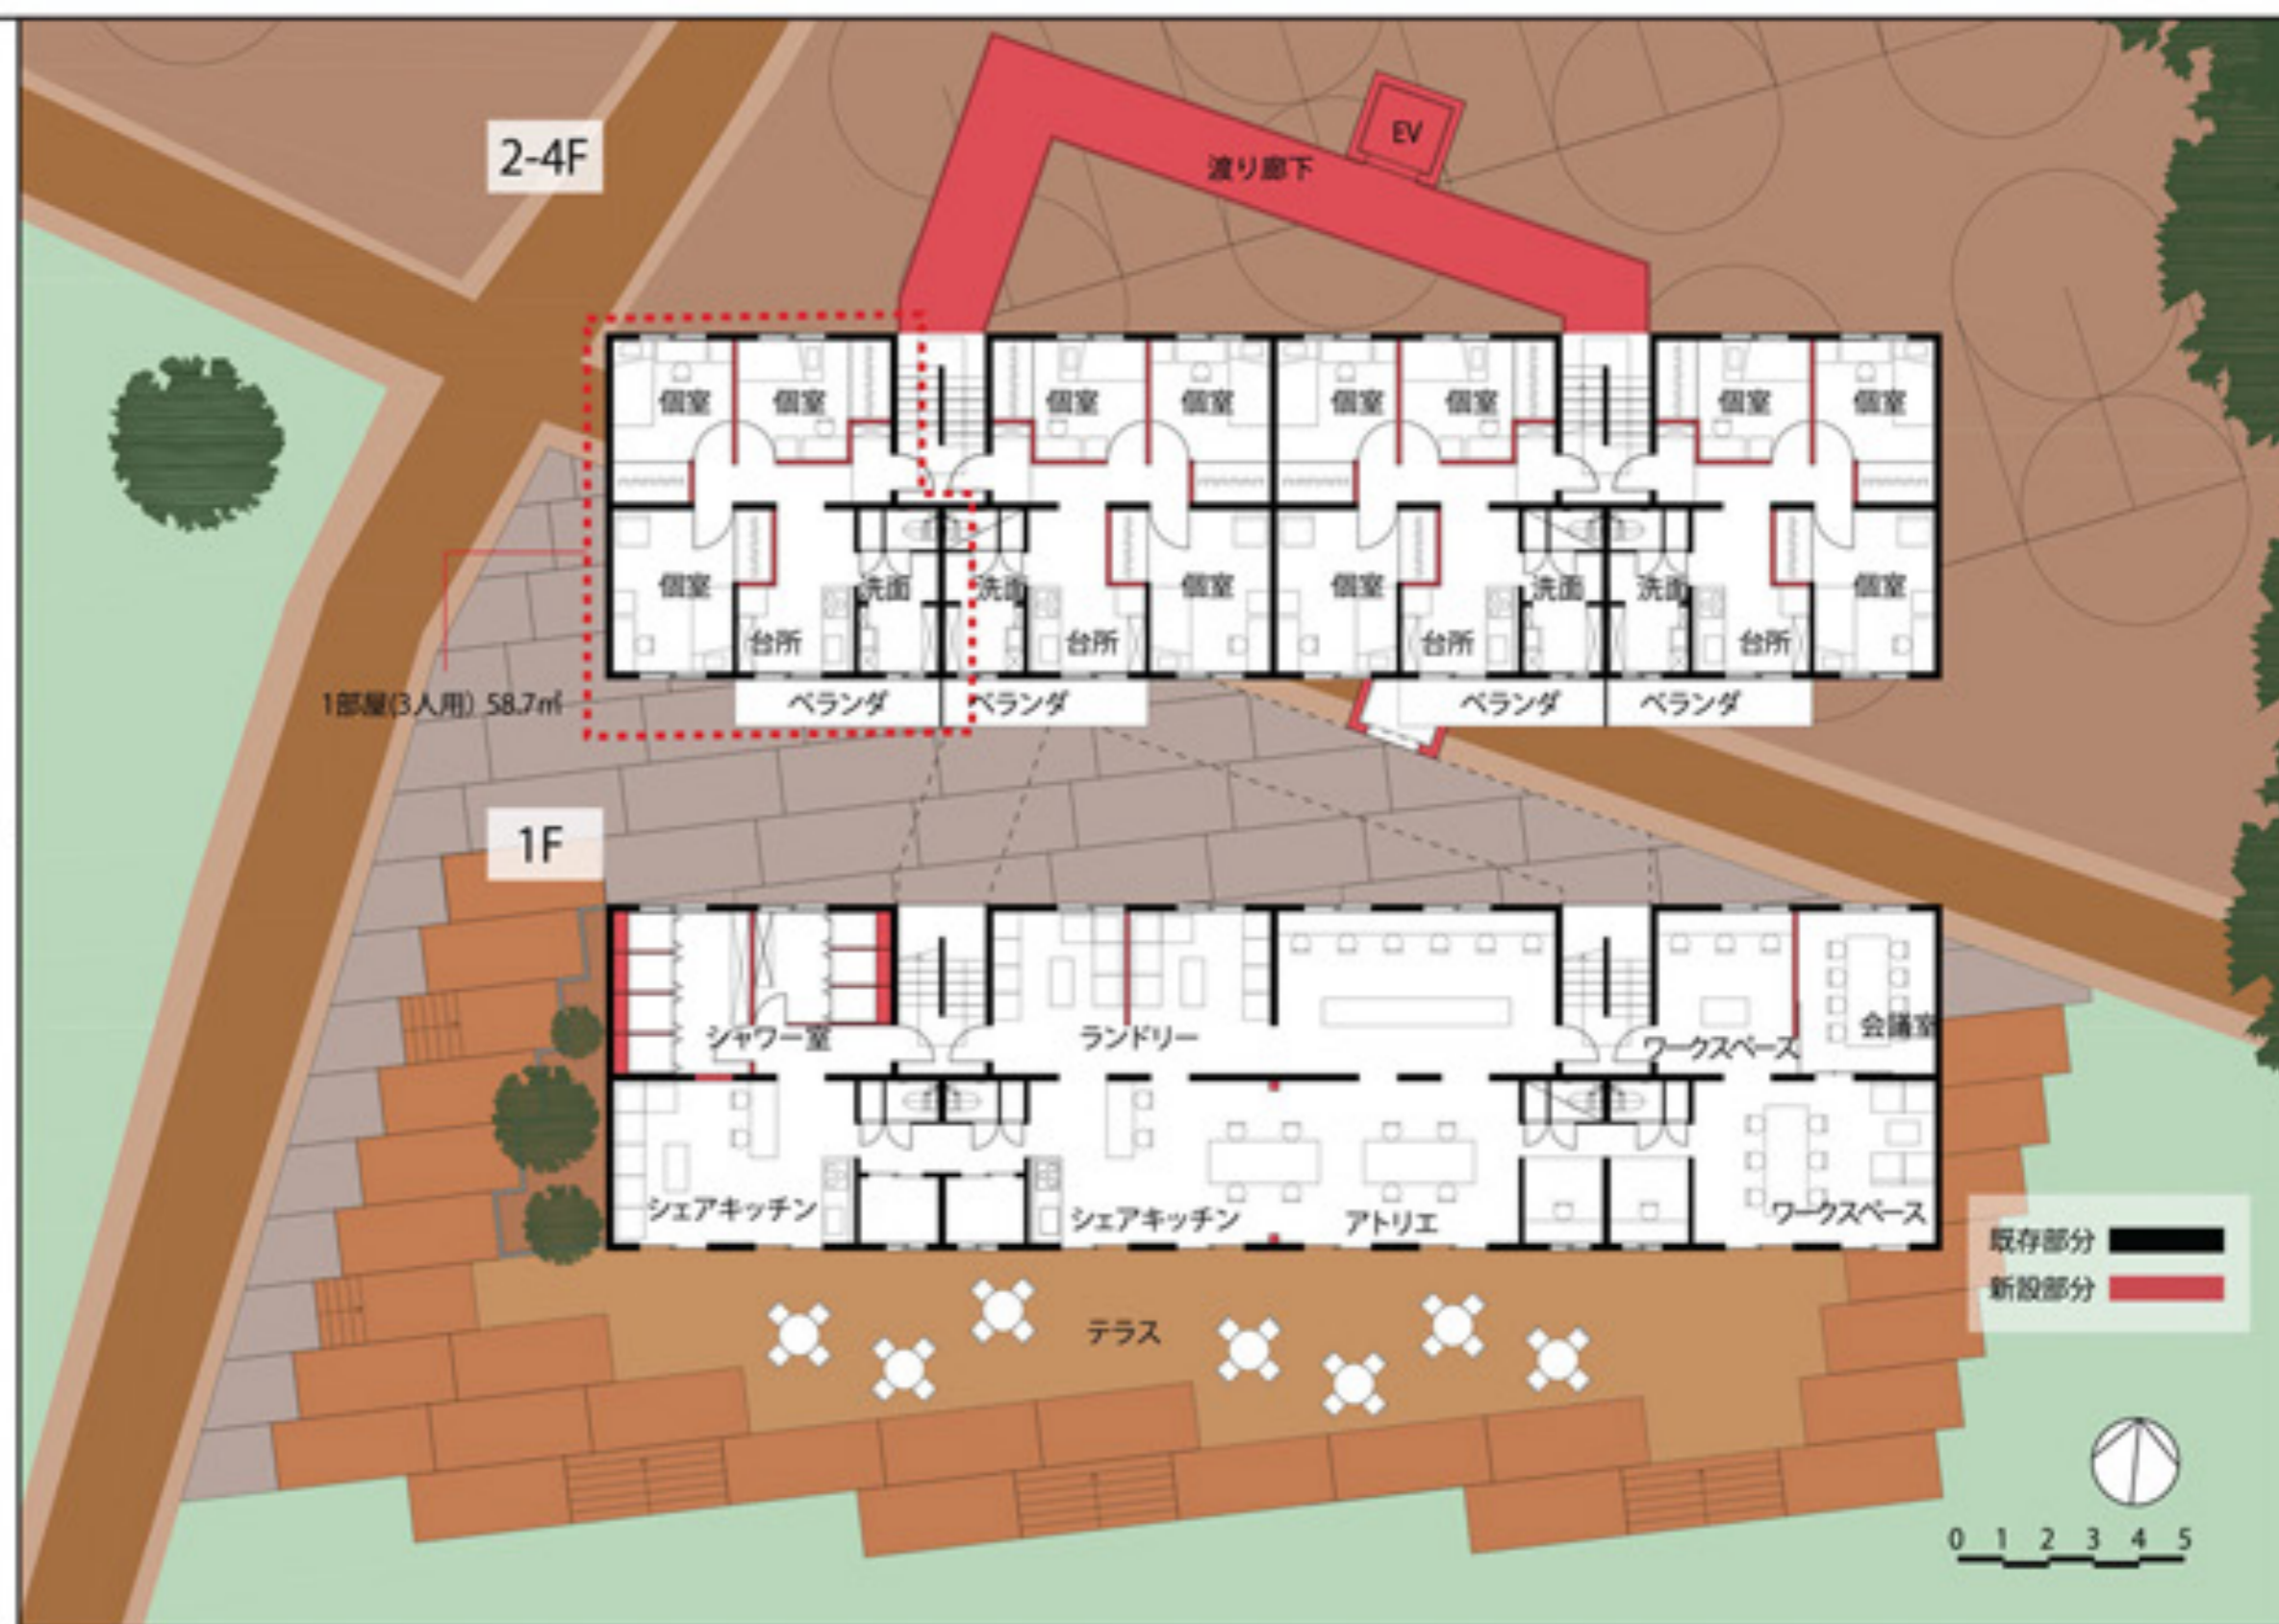 2-4F
EV
渡り廊下
個室 個室 個室 個室 個室 個室 個室 個室
個室 洗面 洗面 個室 個室 洗面 洗面 個室
台所 台所 台所 台所
1部屋(3人用) 58.7㎡
ベランダ ベランダ ベランダ ベランダ
1F
シャワー室 ランドリー ワークスペース 会議室
シェアキッチン シェアキッチン アトリエ ワークスペース
既存部分
新設部分
テラス
0 1 2 3 4 5